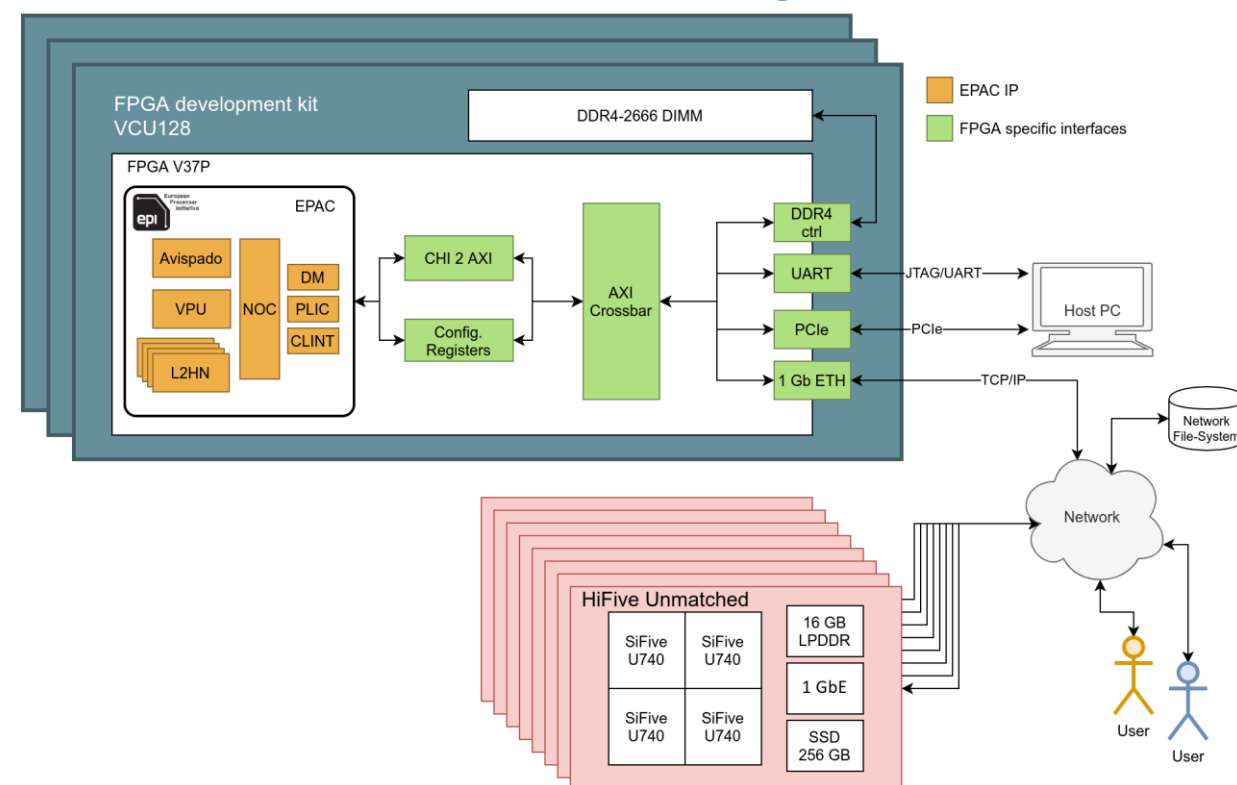 FPGA development kit
VCU128
DDR4-2666 DIMM
EPAC IP
FPGA specific interfaces
FPGA V37P
European
Processor
Initiative
epi
EPAC
Avispado
VPU
L2HN
NOC
DM
PLIC
CLINT
CHI 2 AXI
Config.
Registers
AXI
Crossbar
DDR4
ctrl
UART
PCIe
1 Gb ETH
JTAG/UART
PCIe
TCP/IP
Host PC
Network
File-System
Network
User
User
HiFive Unmatched
SiFive
U740
SiFive
U740
SiFive
U740
SiFive
U740
16 GB
LPDDR
1 GbE
SSD
256 GB